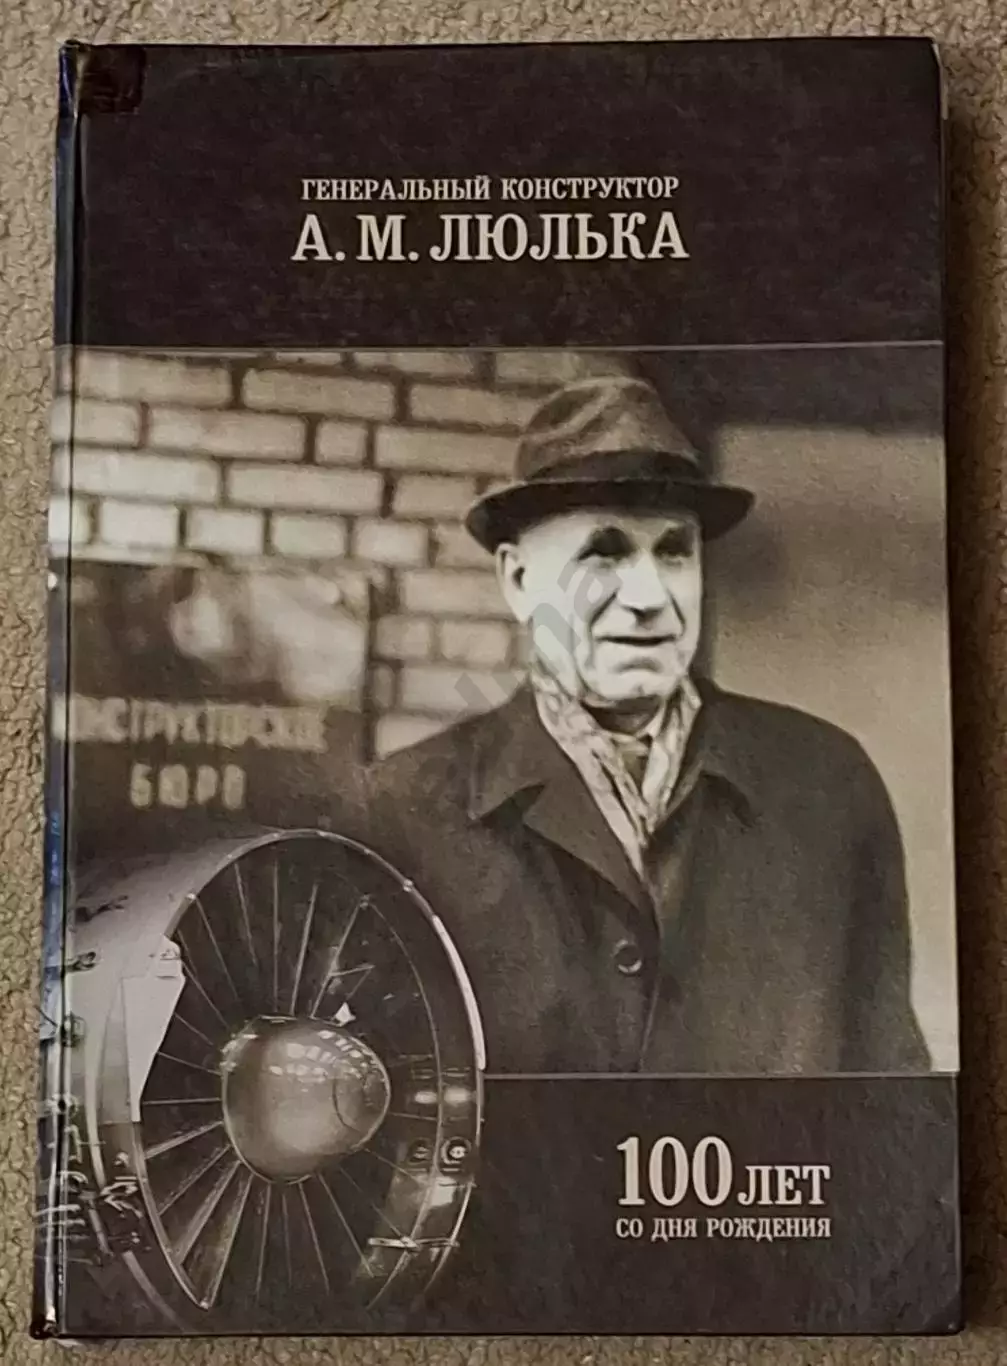 ГЕНЕРАЛЬНЫЙ КОНСТРУКТОР
А. М. ЛЮЛЬКА
БЮРО
100 ЛЕТ
СО ДНЯ РОЖДЕНИЯ